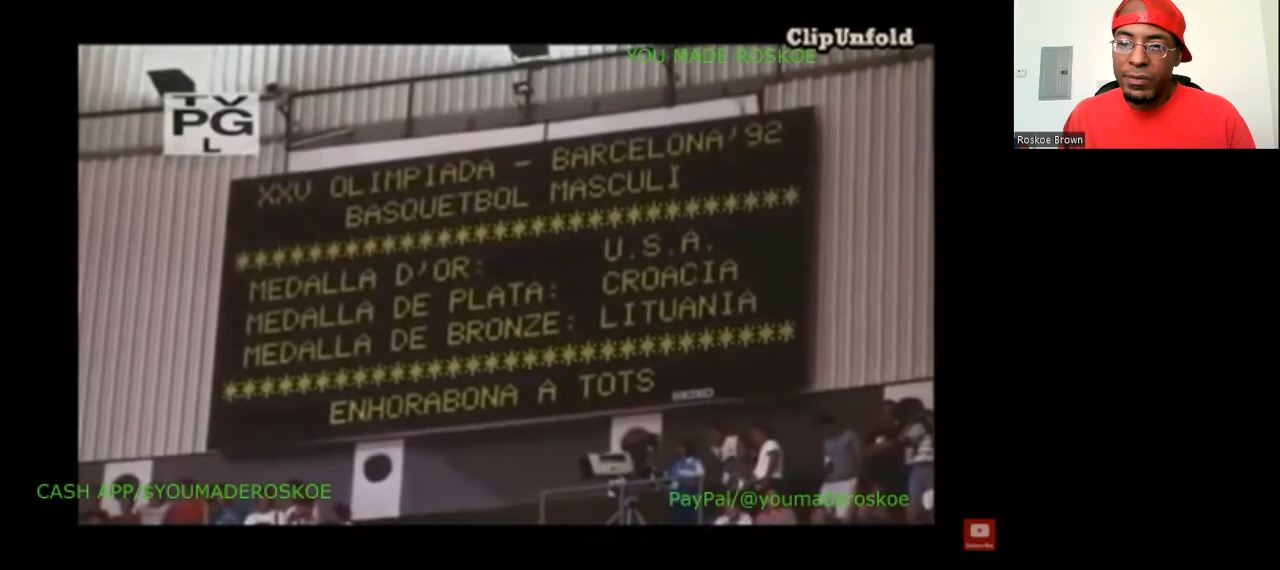 ClipUnfold
YOU MADE ROSKOE
TV
PG
L
Roskoe Brown
XXV OLIMPIADA - BARCELONA'92
BASQUETBOL MASCULI
********************************
MEDALLA D'OR: U.S.A.
MEDALLA DE PLATA: CROACIA
MEDALLA DE BRONZE: LITUANIA
********************************
ENHORABONA A TOTS
CASH APP/$YOUMADEROSKOE
PayPal/@youmaderoskoe